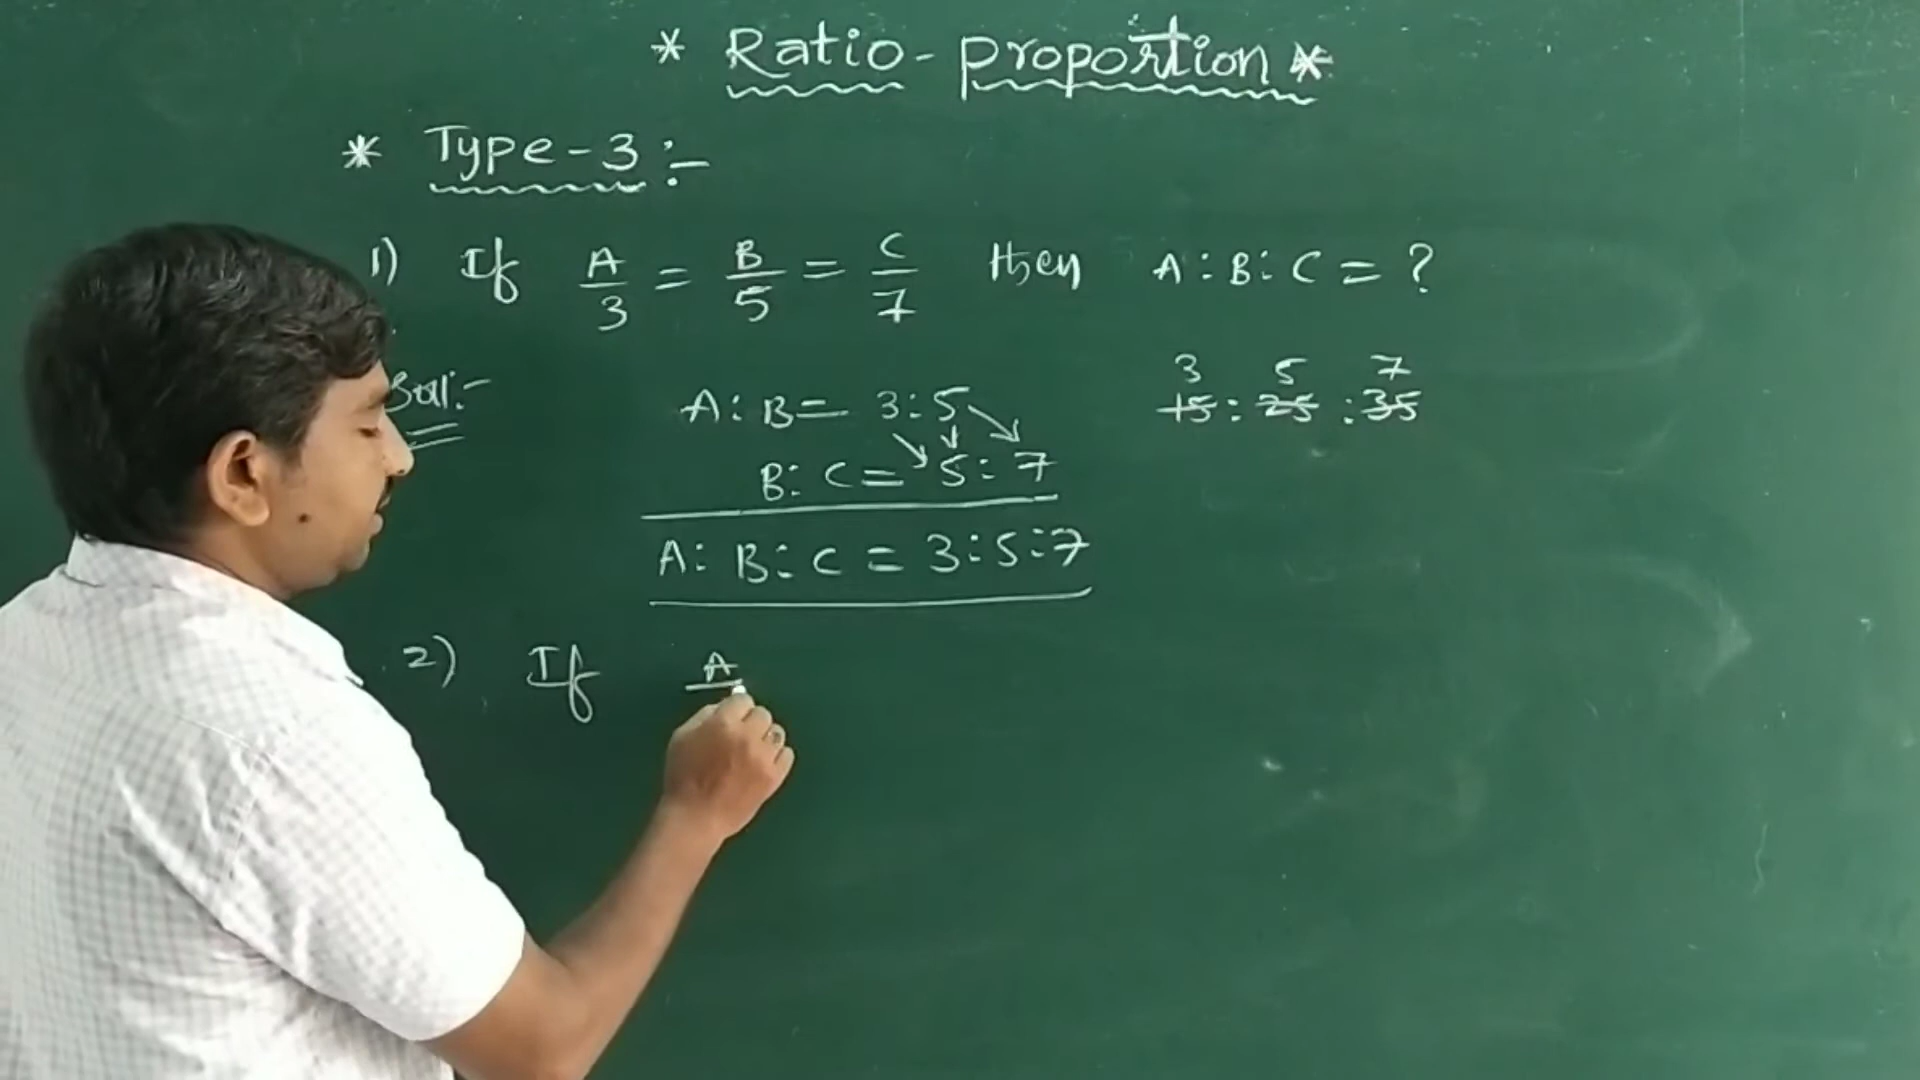 * Ratio-proportion *
* Type-3:-
1) If A/3 = B/5 = C/7 then A:B:C = ?
Sol:-
A:B = 3:5
B:C = 5:7
A:B:C = 3:5:7
3 5 7
15:25:35
2) If A